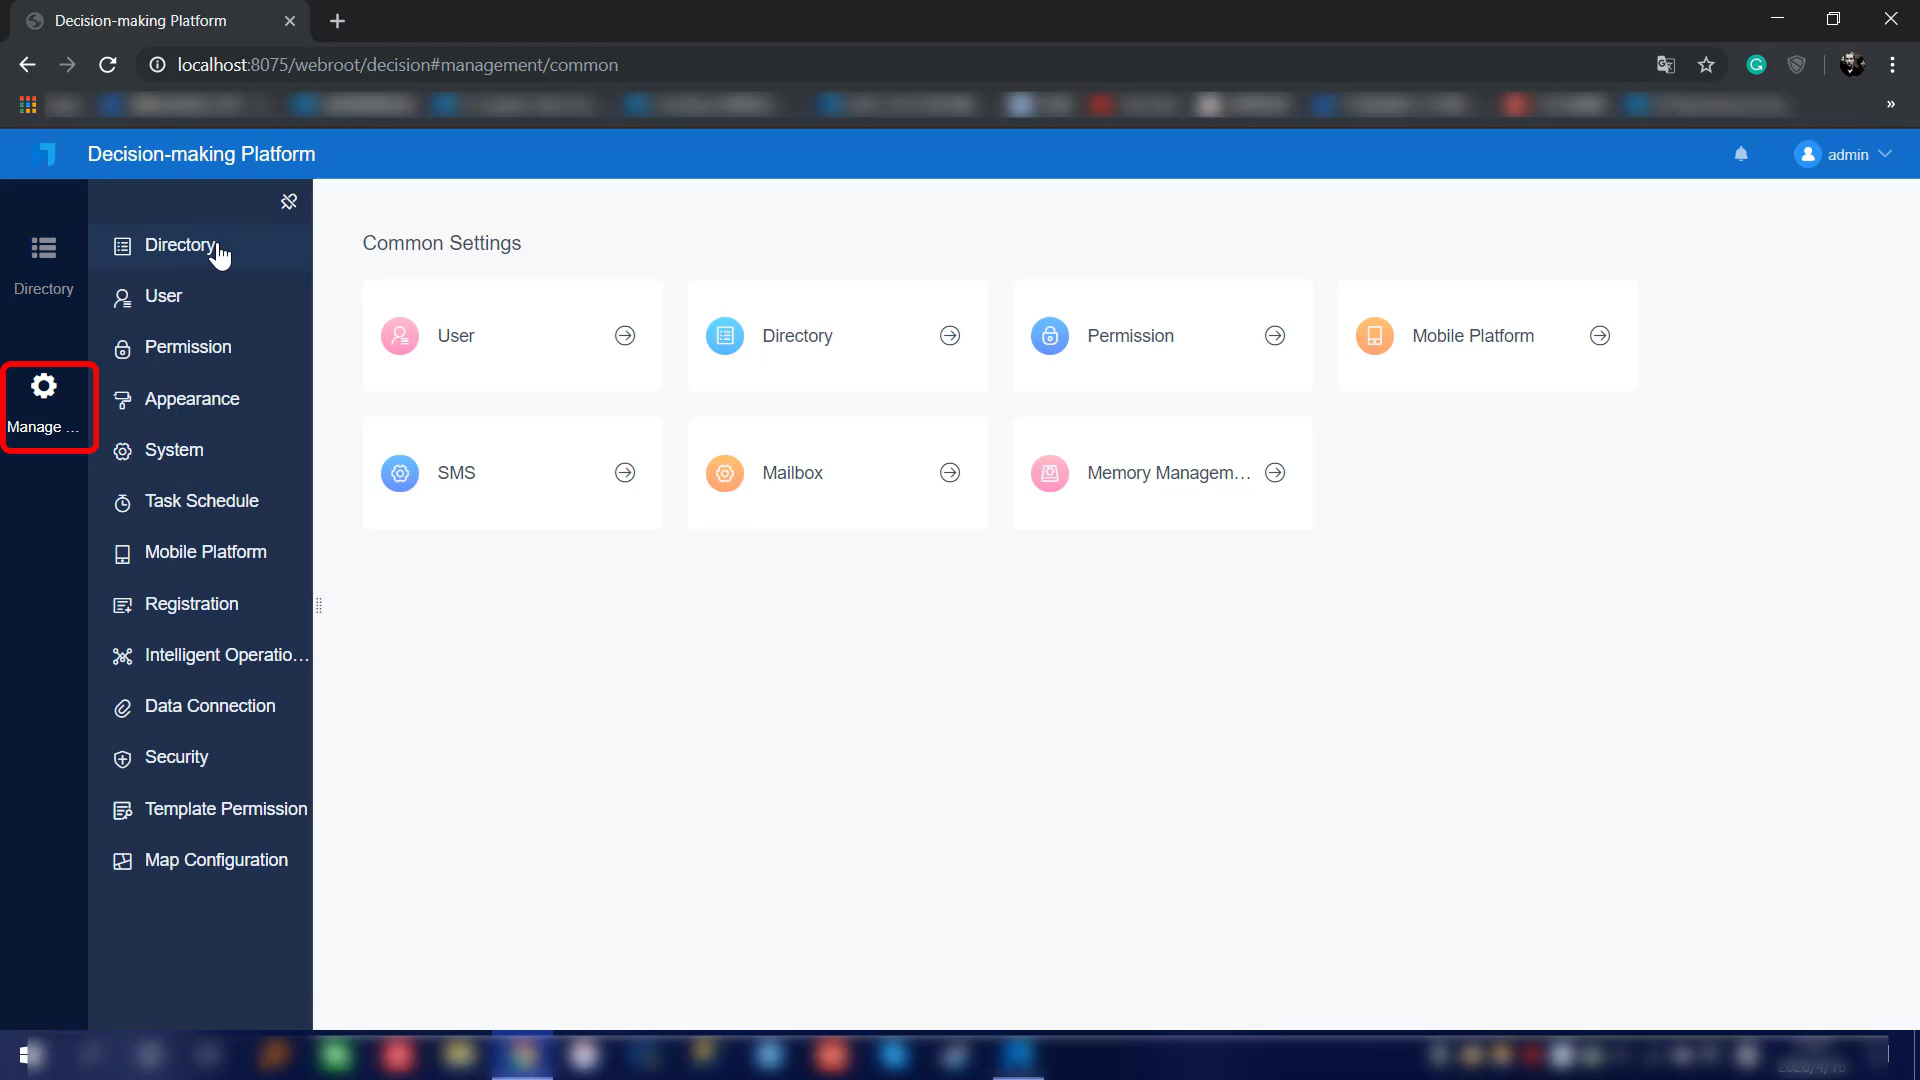 Decision-making Platform
localhost:8075/webroot/decision#management/common
Decision-making Platform
admin
Directory
Manage ...
Directory
User
Permission
Appearance
System
Task Schedule
Mobile Platform
Registration
Intelligent Operatio...
Data Connection
Security
Template Permission
Map Configuration
Common Settings
User
Directory
Permission
Mobile Platform
SMS
Mailbox
Memory Managem...